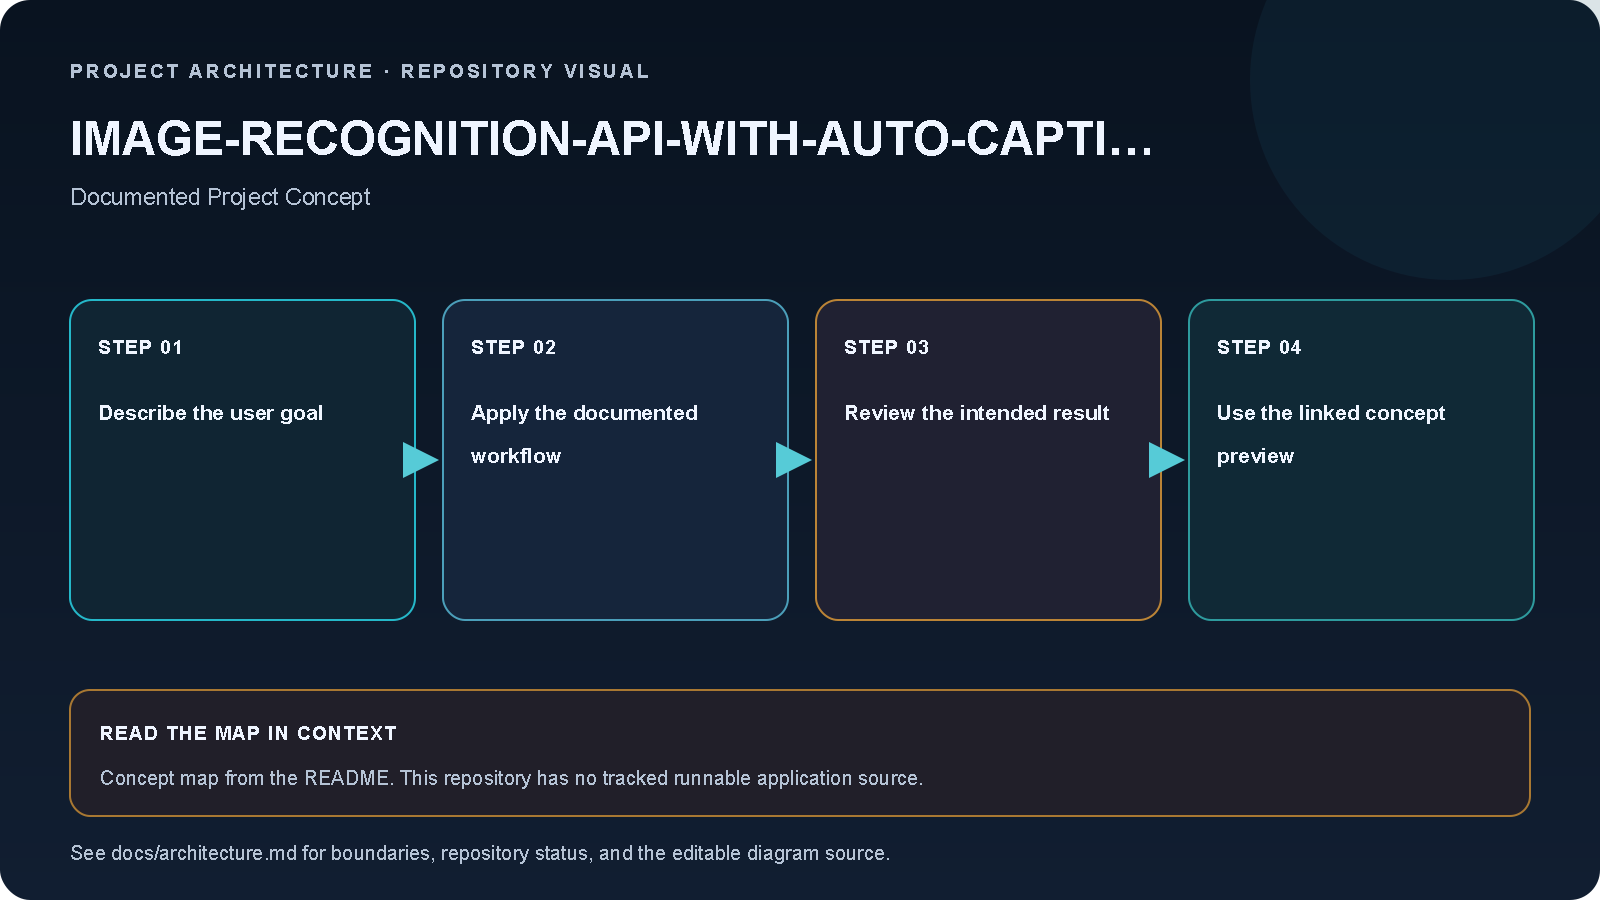 PROJECT ARCHITECTURE · REPOSITORY VISUAL
IMAGE-RECOGNITION-API-WITH-AUTO-CAPTI...
Documented Project Concept
STEP 01
Describe the user goal
STEP 02
Apply the documented
workflow
STEP 03
Review the intended result
STEP 04
Use the linked concept
preview
READ THE MAP IN CONTEXT
Concept map from the README. This repository has no tracked runnable application source.
See docs/architecture.md for boundaries, repository status, and the editable diagram source.